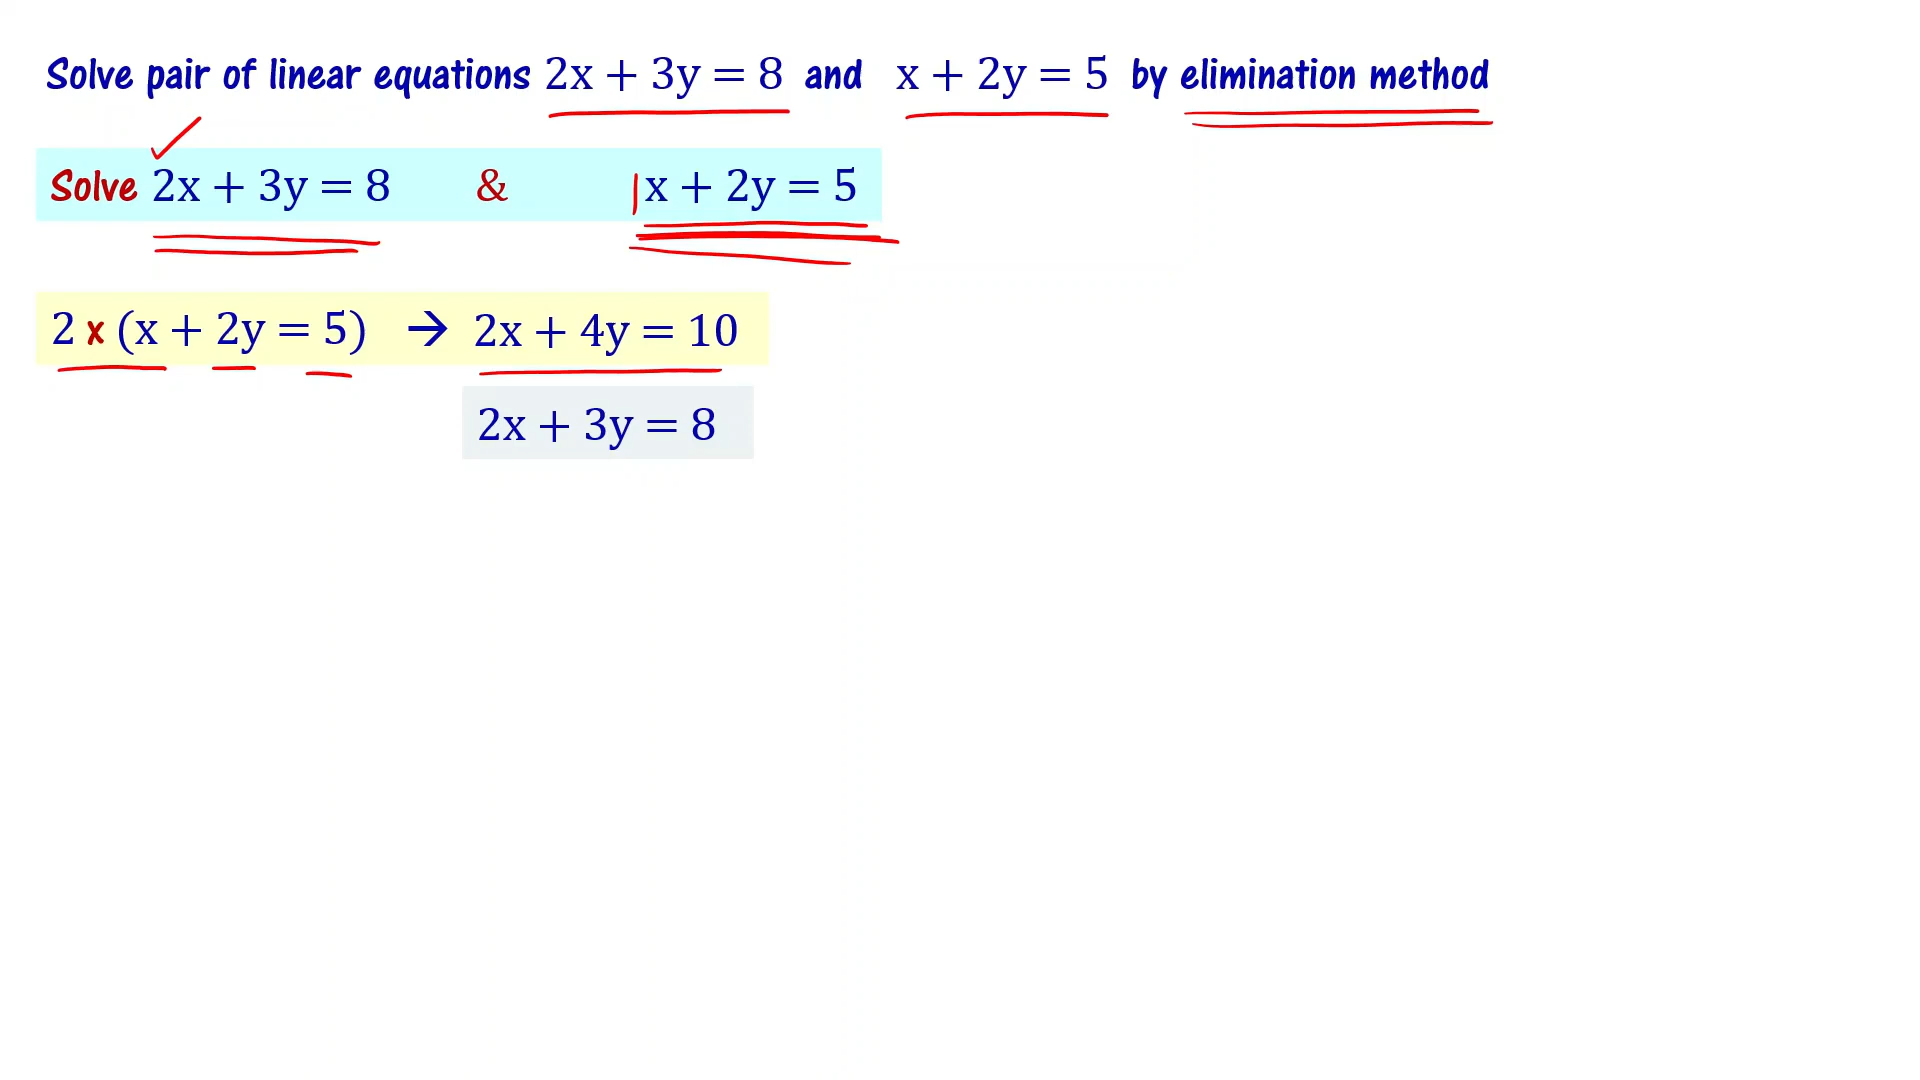 Solve pair of linear equations 2x + 3y = 8 and x + 2y = 5 by elimination method
Solve 2x + 3y = 8 & 1x + 2y = 5
2 x (x + 2y = 5) → 2x + 4y = 10
2x + 3y = 8